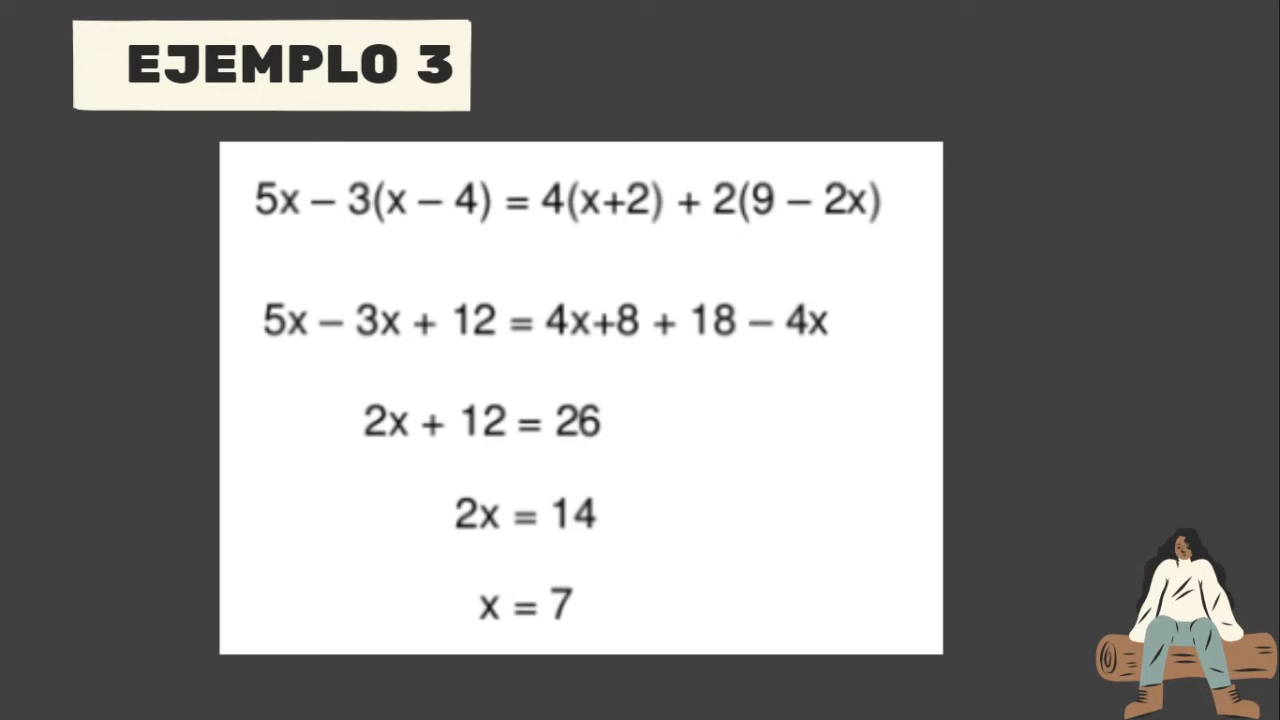 EJEMPLO 3
5x – 3(x – 4) = 4(x+2) + 2(9 – 2x)
5x – 3x + 12 = 4x+8 + 18 – 4x
2x + 12 = 26
2x = 14
x = 7